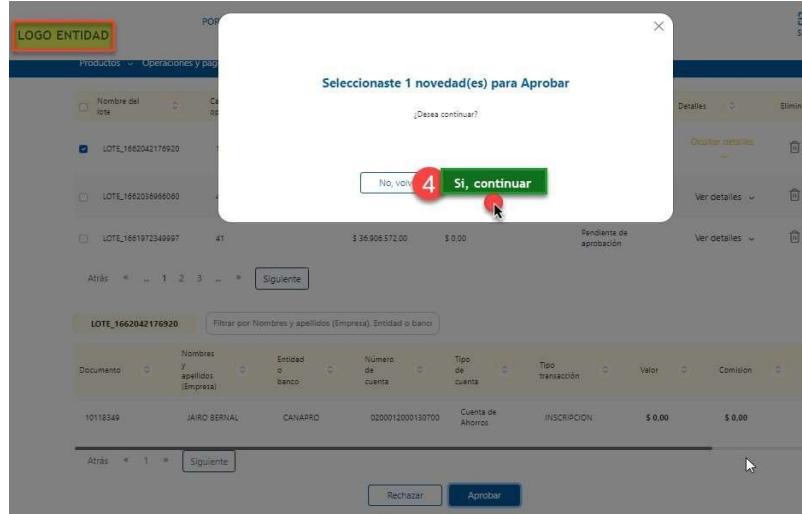 LOGO ENTIDAD
Productos Operaciones y pag
Seleccionaste 1 novedad(es) para Aprobar
¿Desea continuar?
4 Si, continuar
Nombre del
lote
Detalles
Ocultar detalles
LOTE_1662042176920
LOTE_1662036966060 Ver detalles
LOTE_1661972349997 41 $ 36.906.572.00 $ 0,00 Pendiente de
aprobación Ver detalles
Atrás « .. 1 2 3 .. » Siguiente
LOTE_1662042176920 Filtrar por Nombres y apellidos (Empresa), Entidad o banco
Documento Nombres
y
apellidos
(Empresa) Entidad
o
banco Número
de
cuenta Tipo
de
cuenta Tipo
transacción Valor Comision
10118349 JAIRO BERNAL CANAPRO 0200012000130700 Cuenta de
Ahorros INSCRIPCION $ 0,00 $ 0,00
Atrás « 1 » Siguiente
Rechazar Aprobar